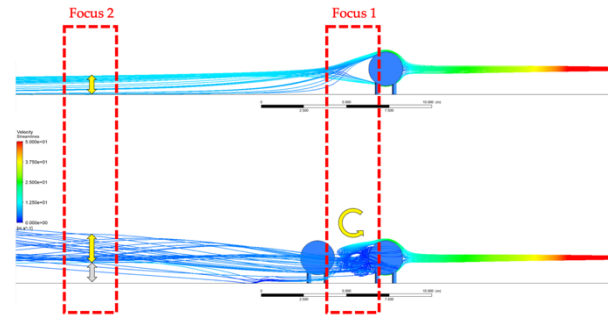 Focus 2
Focus 1
0
5.000
10.000 (m)
2.500
7.500
Velocity
Streamlines
5.000e+01
3.750e+01
2.500e+01
1.250e+01
0.000e+00
[m s^-1]
0
5.000
10.000 (m)
2.500
7.500